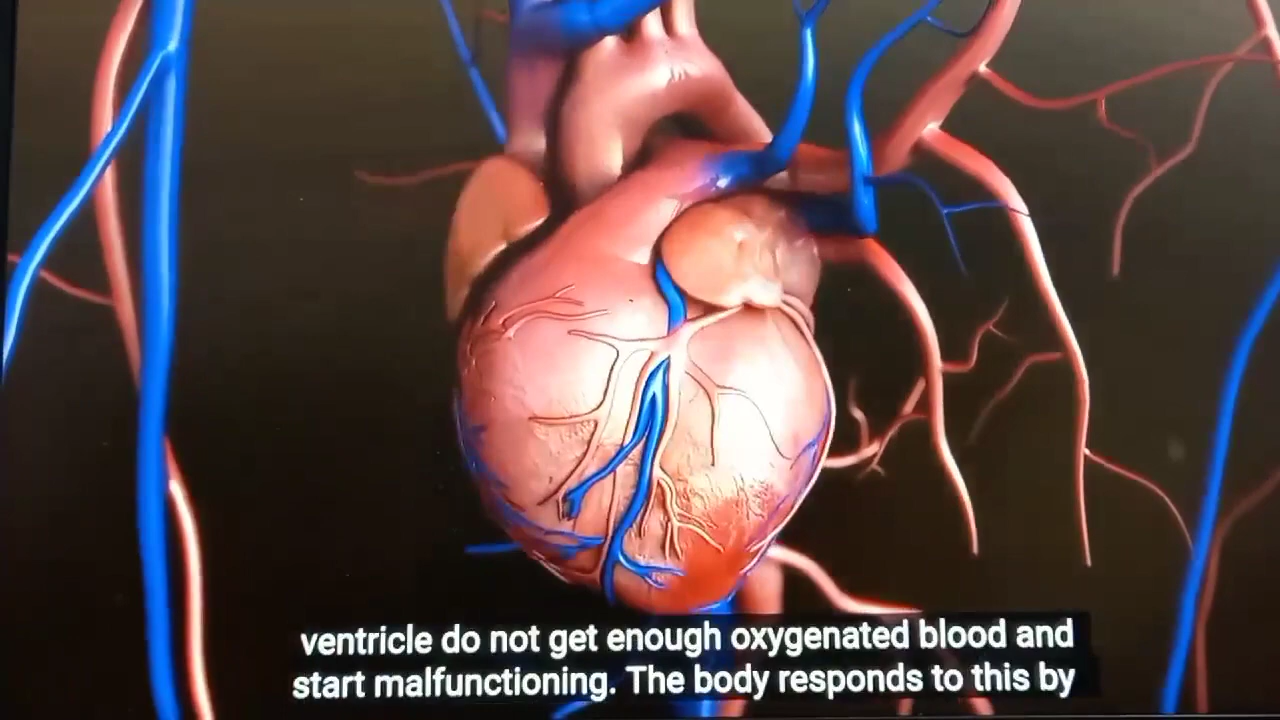 ventricle do not get enough oxygenated blood and
start malfunctioning. The body responds to this by